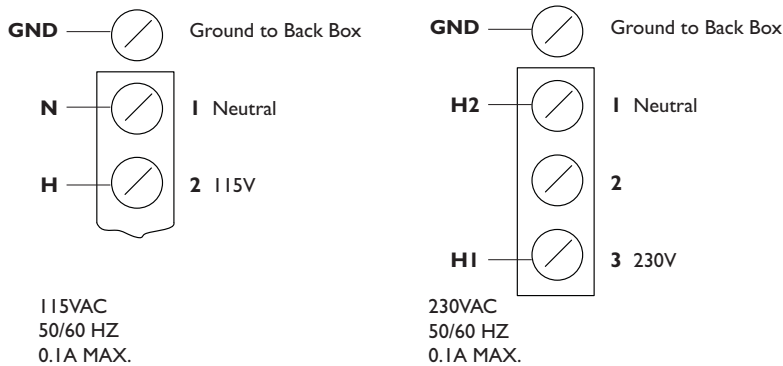 GND Ground to Back Box
N 1 Neutral
H 2 115V
115VAC
50/60 HZ
0.1A MAX.
GND Ground to Back Box
H2 1 Neutral
2
H1 3 230V
230VAC
50/60 HZ
0.1A MAX.